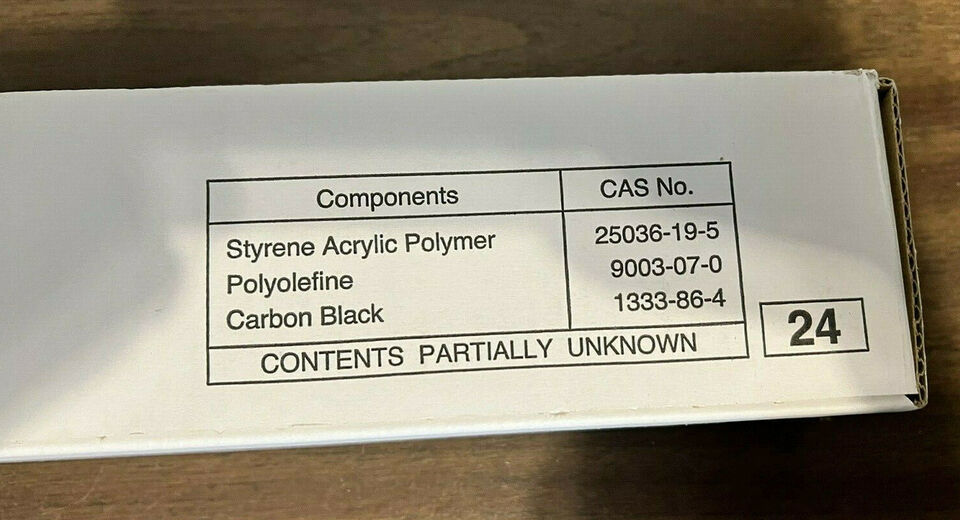 Components CAS No.
Styrene Acrylic Polymer 25036-19-5
Polyolefine 9003-07-0
Carbon Black 1333-86-4
CONTENTS PARTIALLY UNKNOWN
24